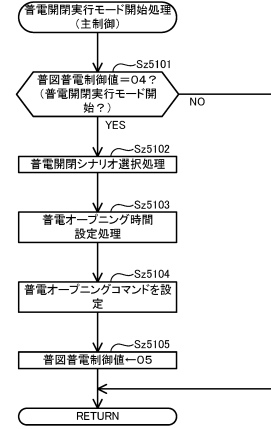 普電開閉実行モード開始処理
(主制御)
Sz5101
普図普電制御値=04?
(普電開閉実行モード開
始?)
NO
YES
Sz5102
普電開閉シナリオ選択処理
Sz5103
普電オープニング時間
設定処理
Sz5104
普電オープニングコマンドを設
定
Sz5105
普図普電制御値←05
RETURN